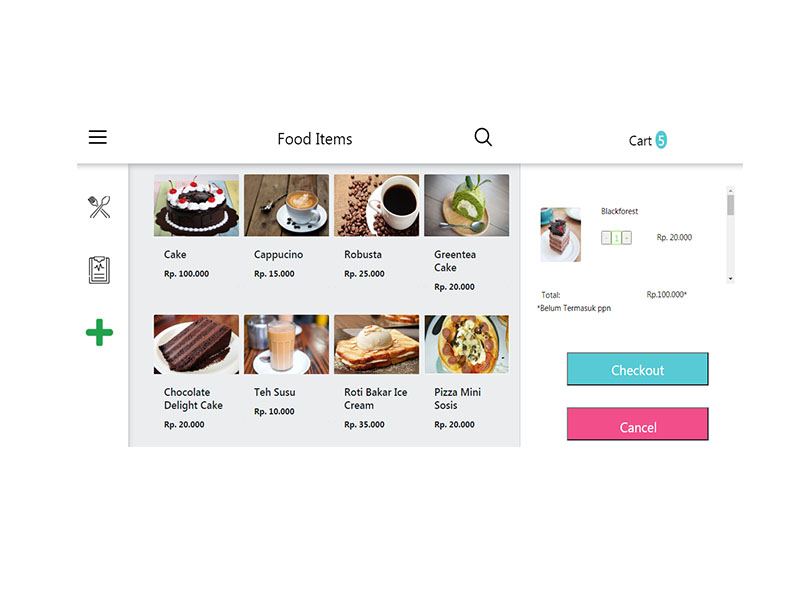 Food Items
Cart 5
Cake
Rp. 100.000
Cappucino
Rp. 15.000
Robusta
Rp. 25.000
Greentea
Cake
Rp. 20.000
Chocolate
Delight Cake
Rp. 20.000
Teh Susu
Rp. 10.000
Roti Bakar Ice
Cream
Rp. 35.000
Pizza Mini
Sosis
Rp. 20.000
Blackforest
- 1 +
Rp. 20.000
Total:
Rp.100.000*
*Belum Termasuk ppn
Checkout
Cancel